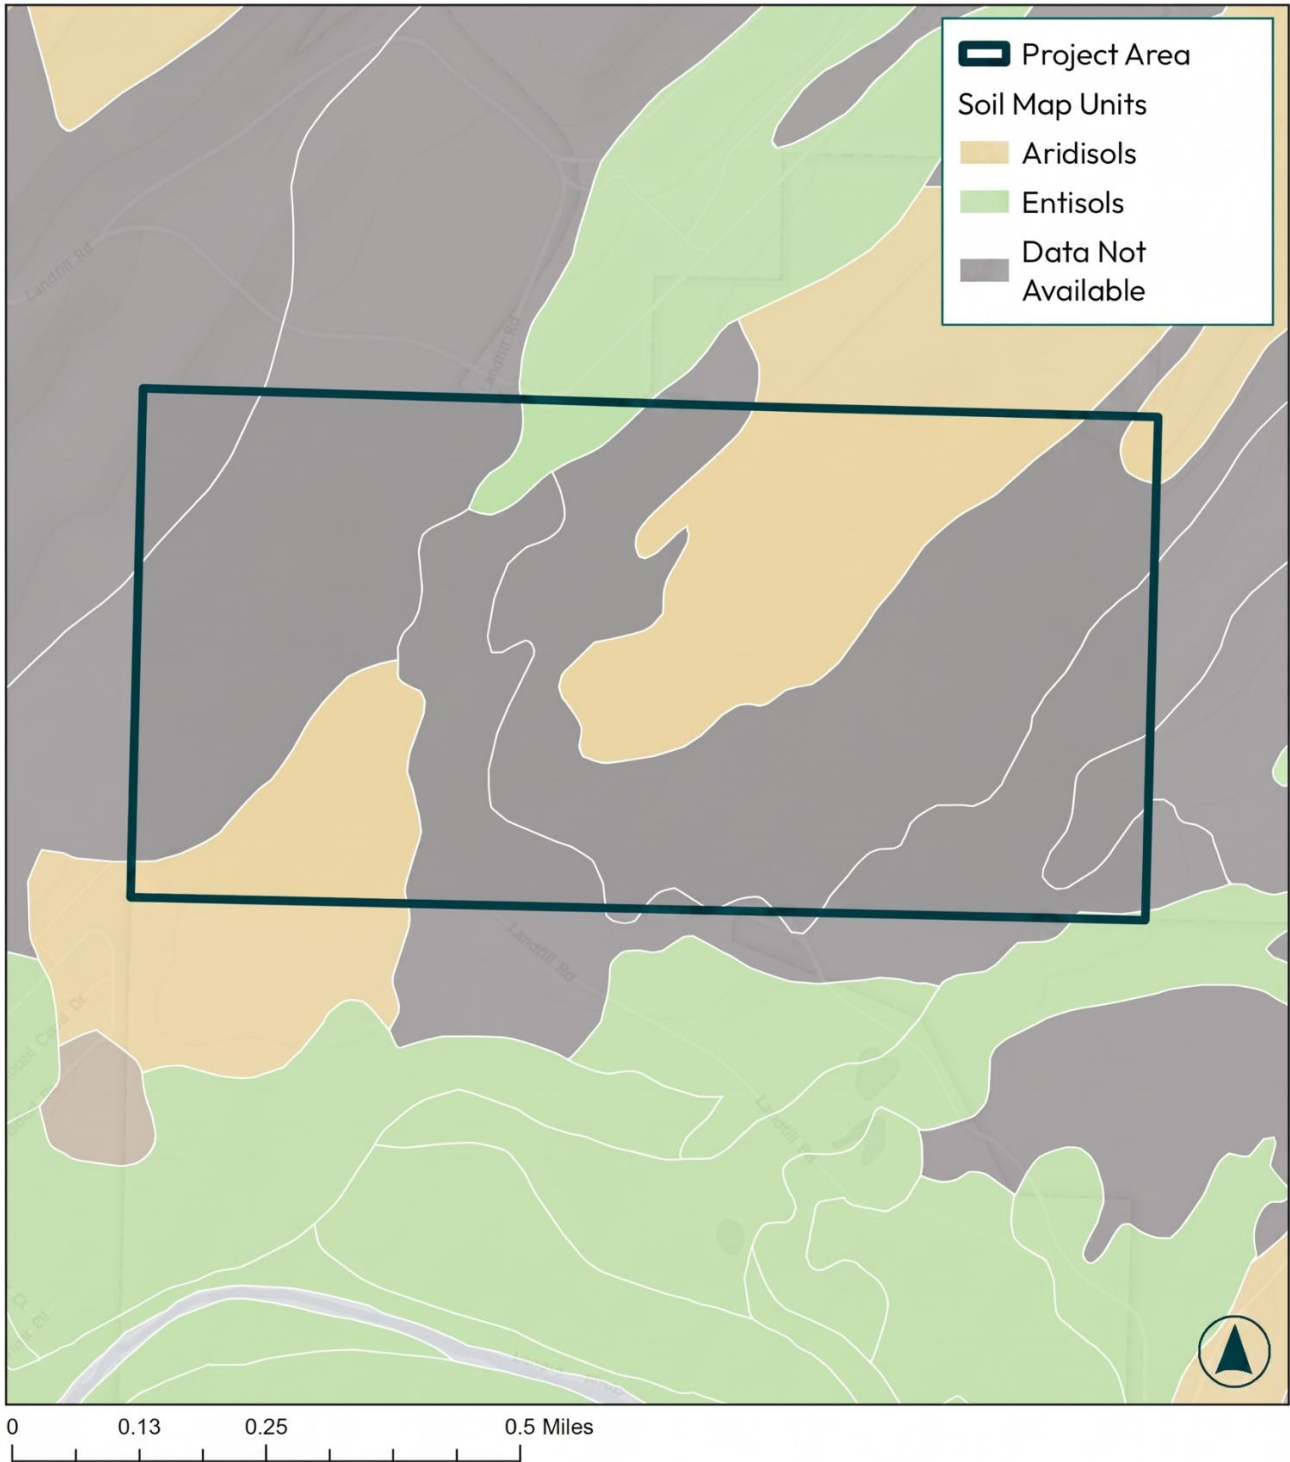 Project Area
Soil Map Units
Aridisols
Entisols
Data Not
Available
Landfill Rd
Landfill Rd
Landfill Rd
Landfill Rd
0
0.13
0.25
0.5 Miles